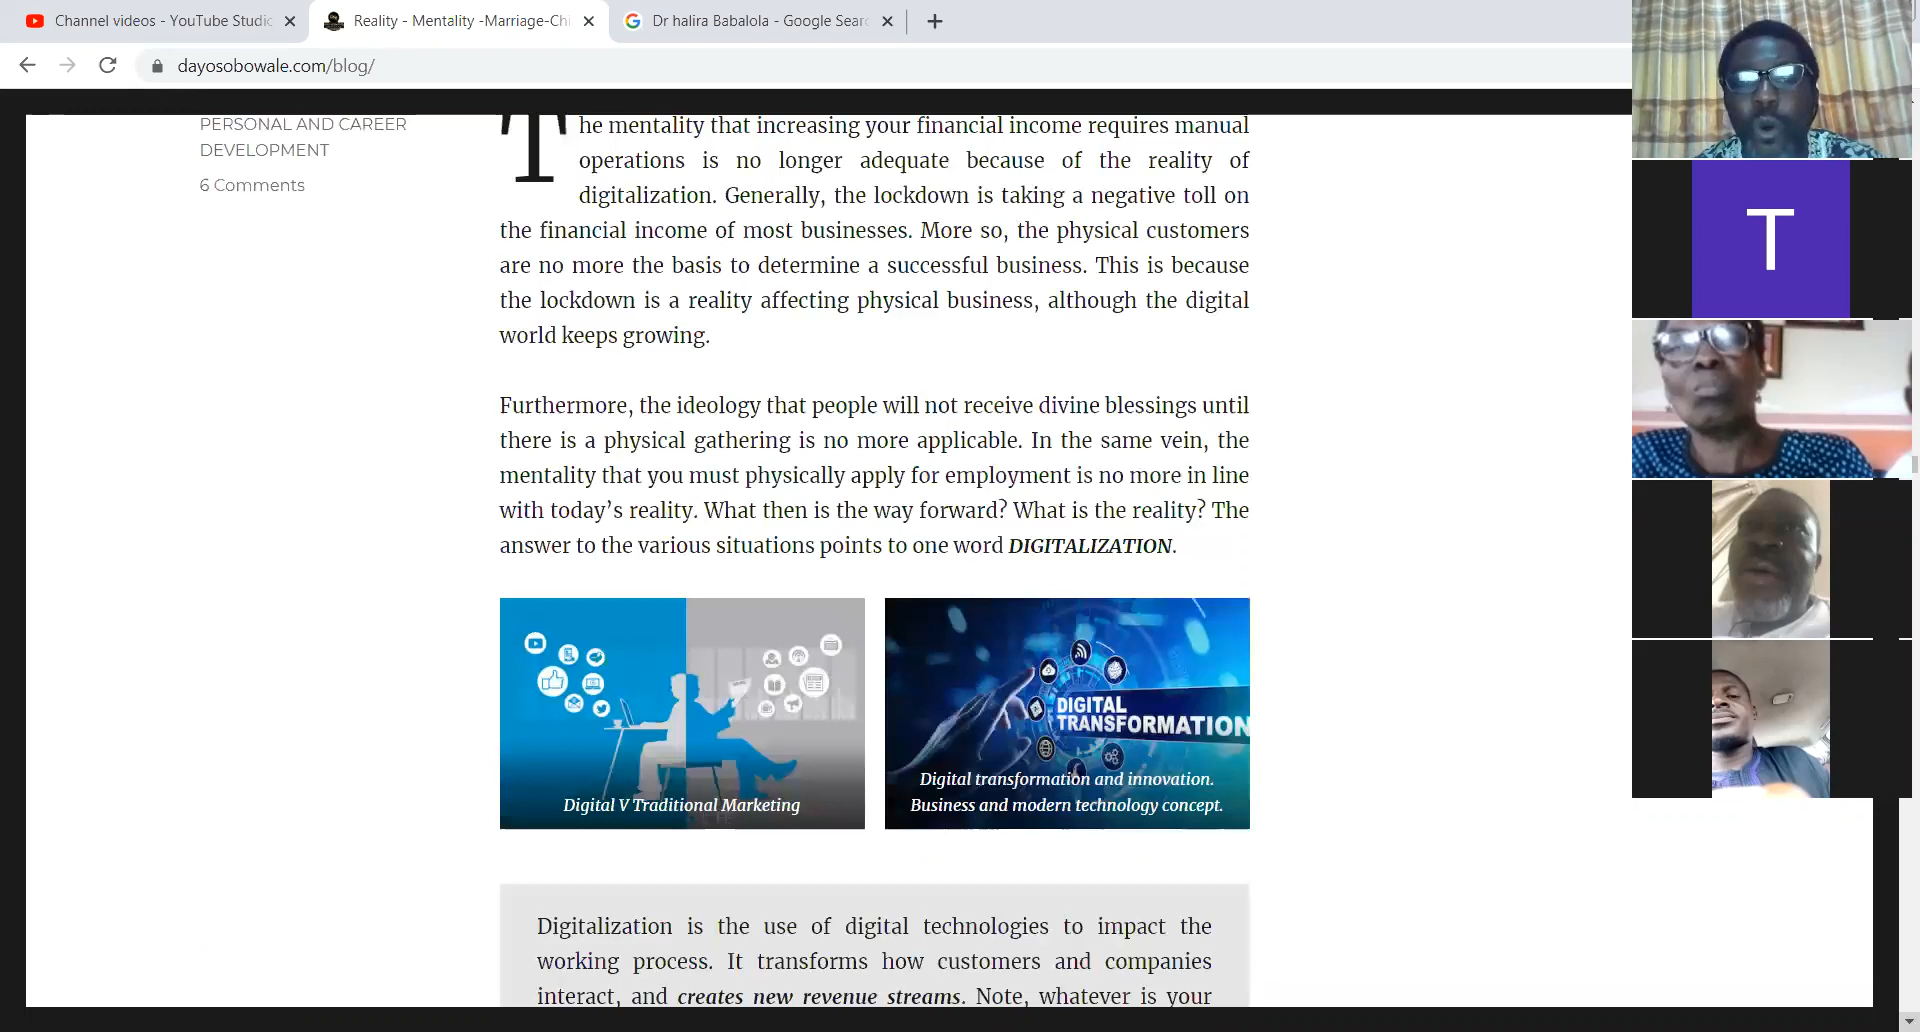 Channel videos - YouTube Studio
Reality - Mentality -Marriage-Chi
Dr halira Babalola - Google Searc
dayosobowale.com/blog/
PERSONAL AND CAREER
DEVELOPMENT
6 Comments
The mentality that increasing your financial income requires manual
operations is no longer adequate because of the reality of
digitalization. Generally, the lockdown is taking a negative toll on
the financial income of most businesses. More so, the physical customers
are no more the basis to determine a successful business. This is because
the lockdown is a reality affecting physical business, although the digital
world keeps growing.
Furthermore, the ideology that people will not receive divine blessings until
there is a physical gathering is no more applicable. In the same vein, the
mentality that you must physically apply for employment is no more in line
with today’s reality. What then is the way forward? What is the reality? The
answer to the various situations points to one word DIGITALIZATION.
Digital V Traditional Marketing
DIGITAL
TRANSFORMATION
Digital transformation and innovation.
Business and modern technology concept.
Digitalization is the use of digital technologies to impact the
working process. It transforms how customers and companies
interact, and creates new revenue streams. Note, whatever is your
T